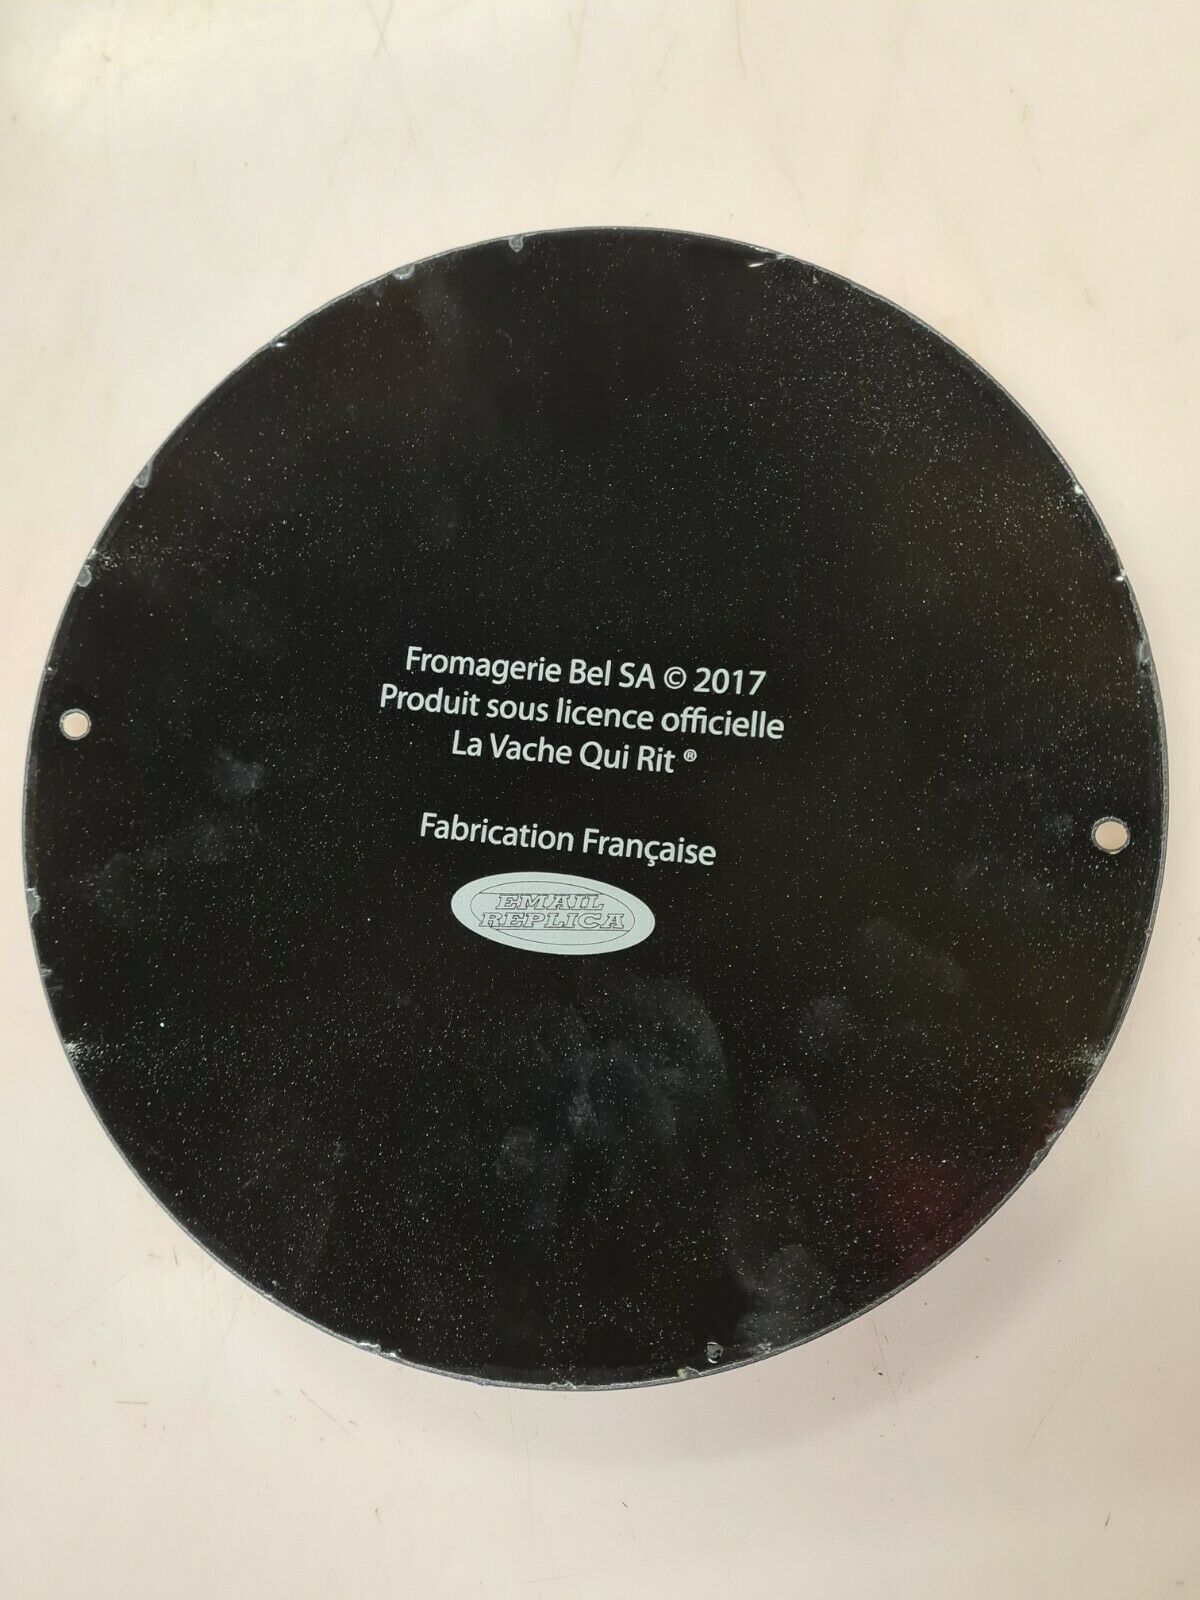 Fromagerie Bel SA © 2017
Produit sous licence officielle
La Vache Qui Rit ®
Fabrication Française
EMAIL
REPLICA